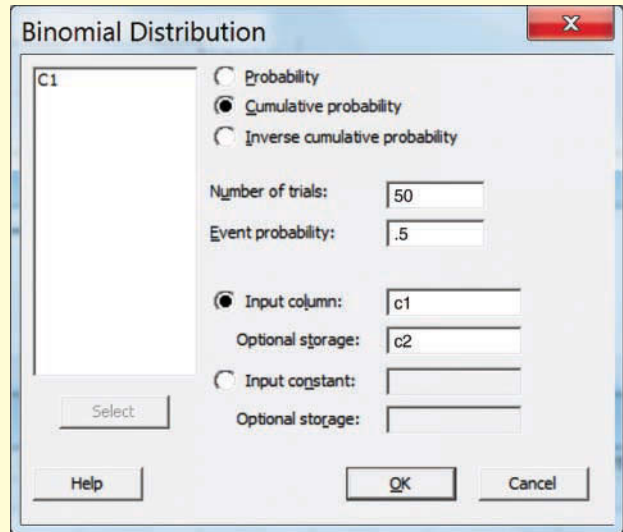 Binomial Distribution
X
C1
Probability
Cumulative probability
Inverse cumulative probability
Number of trials: 50
Event probability: .5
Input column: c1
Optional storage: c2
Input constant:
Optional storage:
Select
Help
OK
Cancel